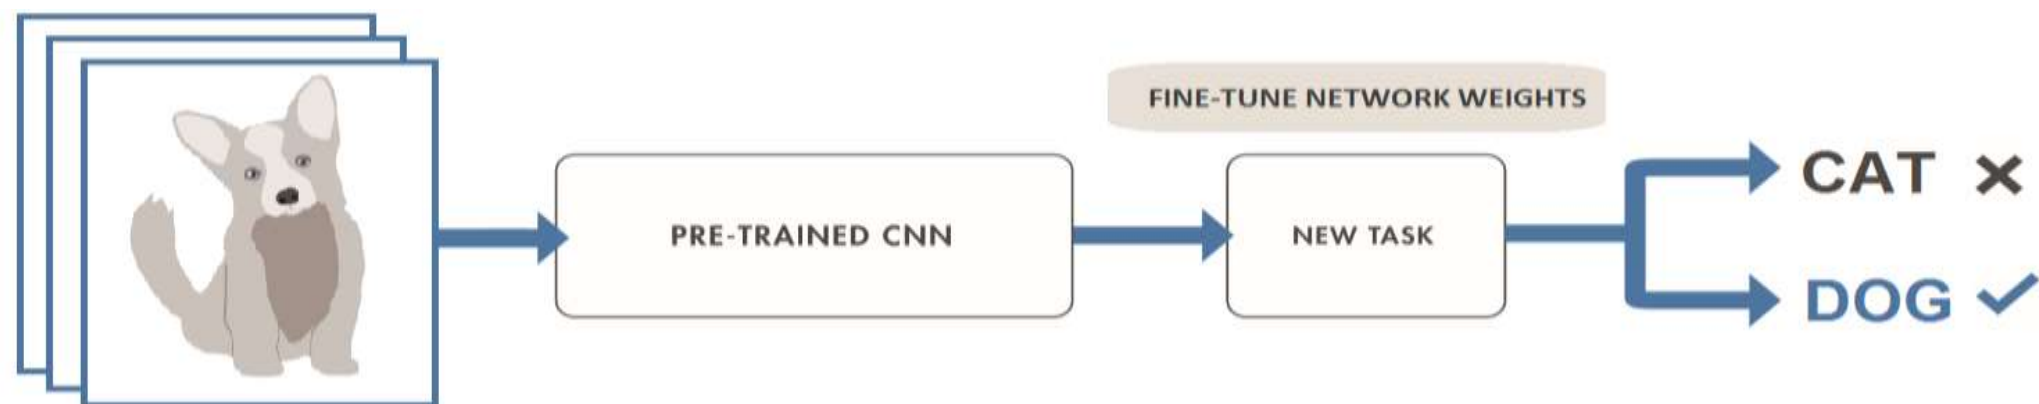 FINE-TUNE NETWORK WEIGHTS
PRE-TRAINED CNN
NEW TASK
CAT
DOG